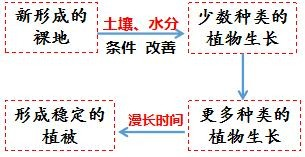 新形成的
裸地
土壤、水分
条件 改善
少数种类的
植物生长
更多种类的
植物生长
漫长时间
形成稳定的
植被